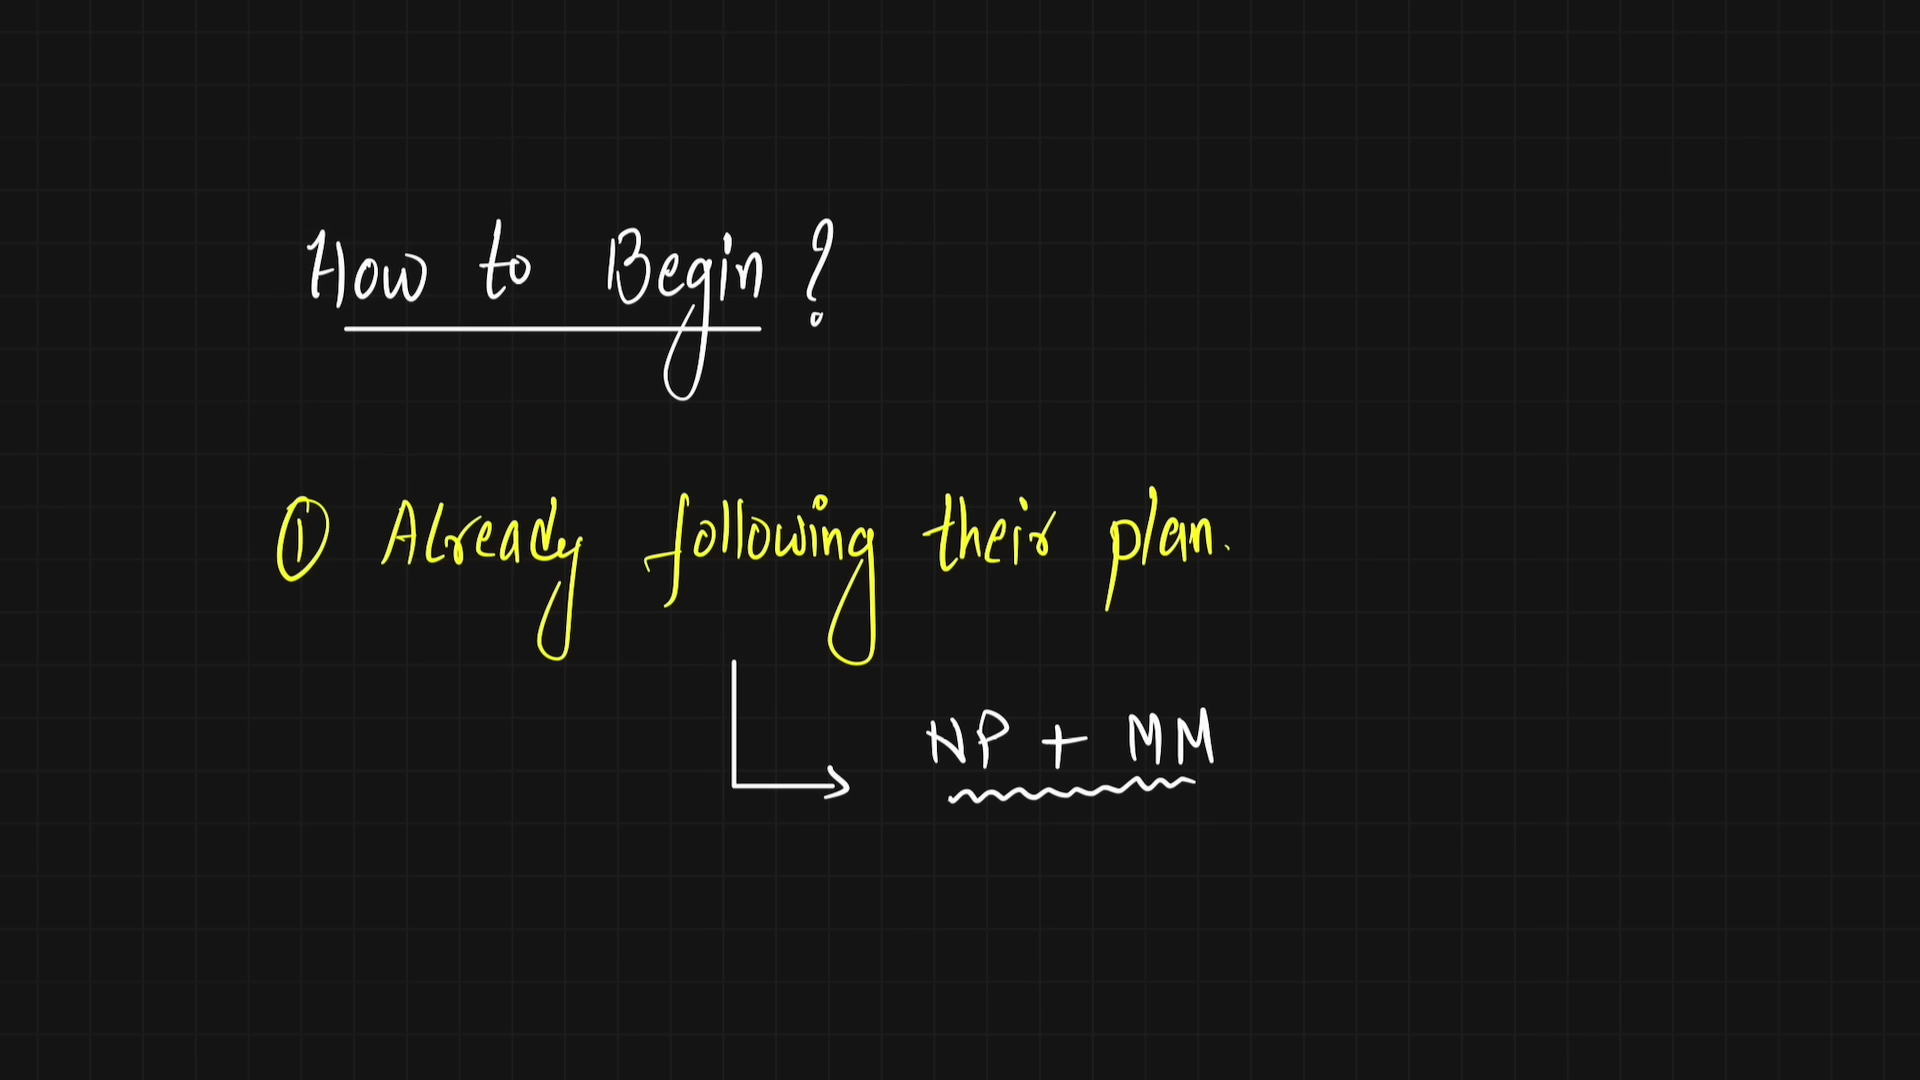 How to Begin ?
① Already following their plan.
NP + MM